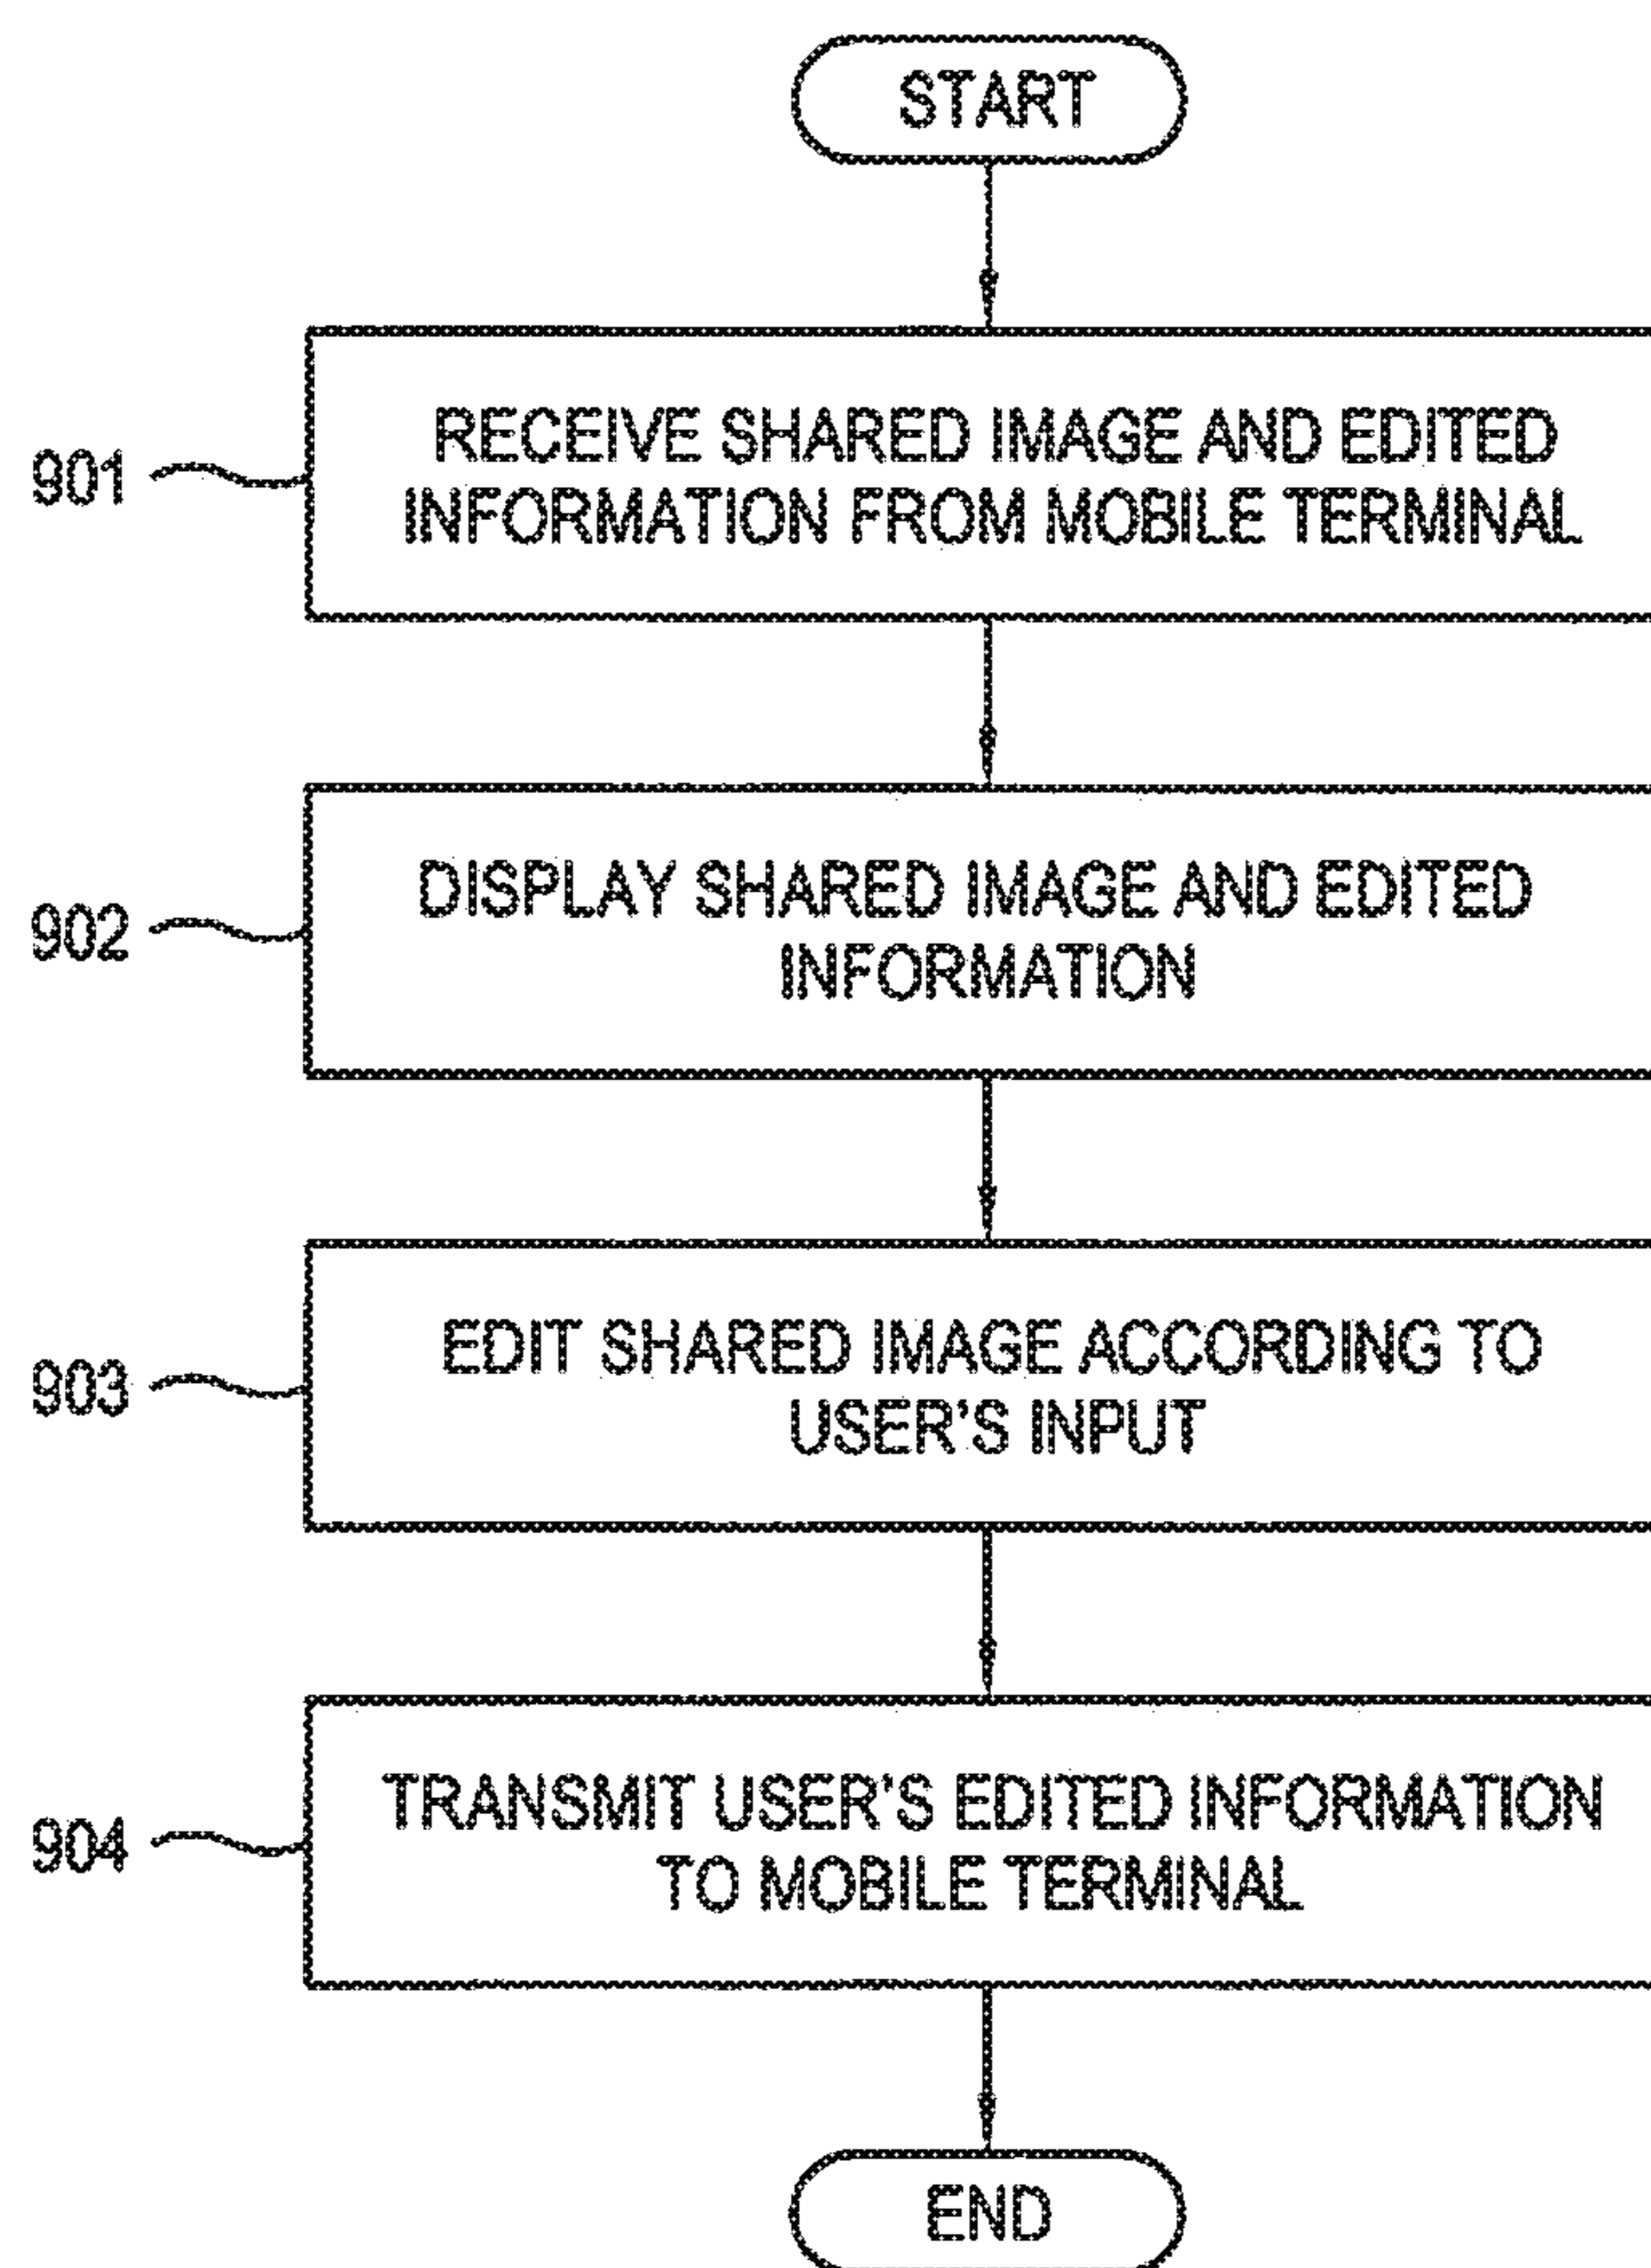 START
901
RECEIVE SHARED IMAGE AND EDITED
INFORMATION FROM MOBILE TERMINAL
902
DISPLAY SHARED IMAGE AND EDITED
INFORMATION
903
EDIT SHARED IMAGE ACCORDING TO
USER'S INPUT
904
TRANSMIT USER'S EDITED INFORMATION
TO MOBILE TERMINAL
END